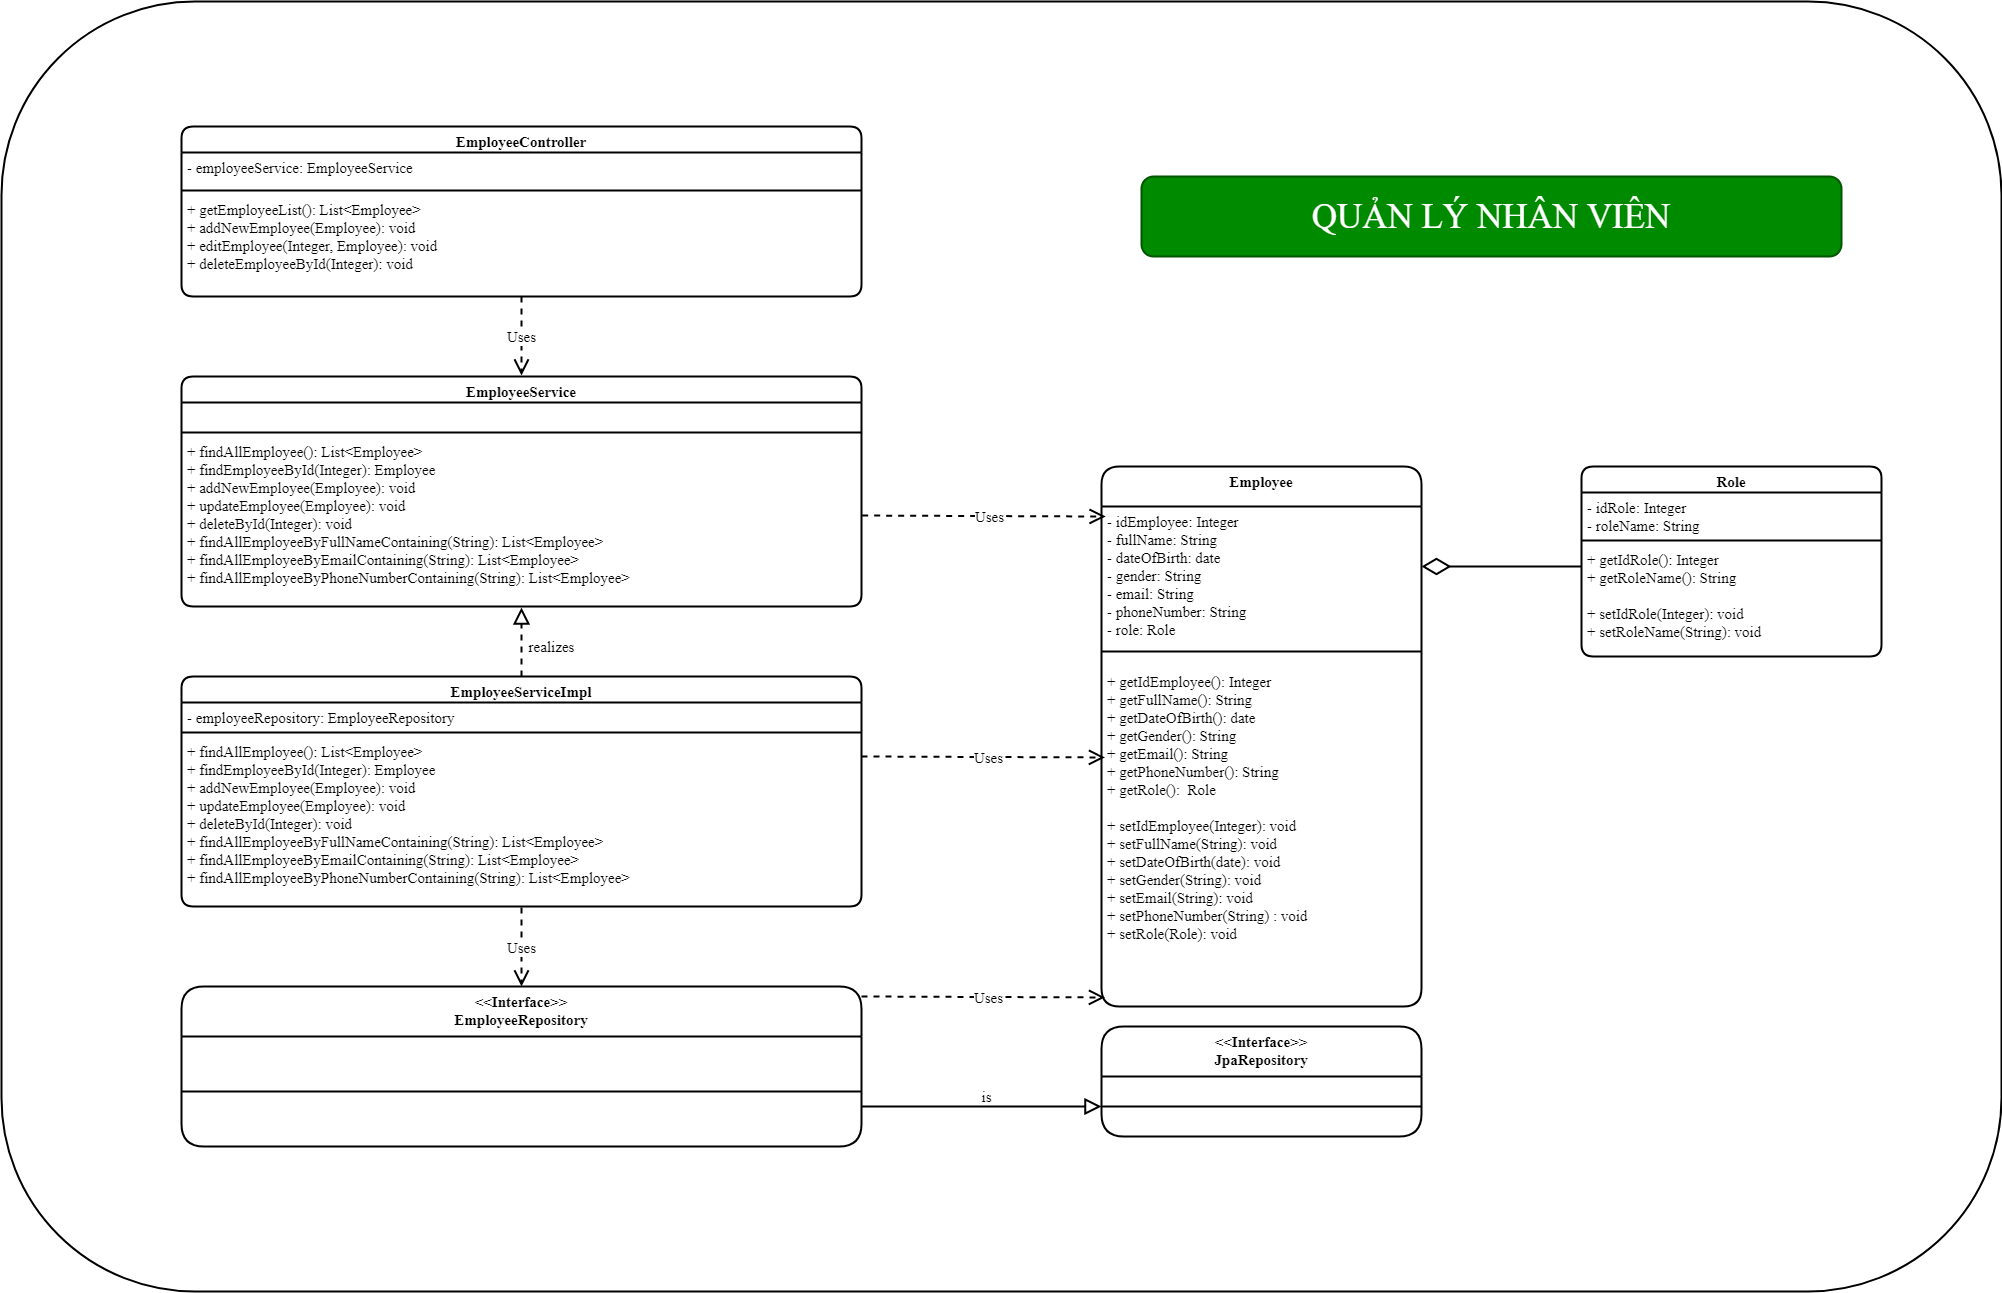 EmployeeController
- employeeService: EmployeeService
+ getEmployeeList(): List<Employee>
+ addNewEmployee(Employee): void
+ editEmployee(Integer, Employee): void
+ deleteEmployeeById(Integer): void
QUẢN LÝ NHÂN VIÊN
Uses
EmployeeService
+ findAllEmployee(): List<Employee>
+ findEmployeeById(Integer): Employee
+ addNewEmployee(Employee): void
+ updateEmployee(Employee): void
+ deleteById(Integer): void
+ findAllEmployeeByFullNameContaining(String): List<Employee>
+ findAllEmployeeByEmailContaining(String): List<Employee>
+ findAllEmployeeByPhoneNumberContaining(String): List<Employee>
Uses
realizes
EmployeeServiceImpl
- employeeRepository: EmployeeRepository
+ findAllEmployee(): List<Employee>
+ findEmployeeById(Integer): Employee
+ addNewEmployee(Employee): void
+ updateEmployee(Employee): void
+ deleteById(Integer): void
+ findAllEmployeeByFullNameContaining(String): List<Employee>
+ findAllEmployeeByEmailContaining(String): List<Employee>
+ findAllEmployeeByPhoneNumberContaining(String): List<Employee>
Uses
Uses
<<Interface>>
EmployeeRepository
Uses
is
Employee
- idEmployee: Integer
- fullName: String
- dateOfBirth: date
- gender: String
- email: String
- phoneNumber: String
- role: Role
+ getIdEmployee(): Integer
+ getFullName(): String
+ getDateOfBirth(): date
+ getGender(): String
+ getEmail(): String
+ getPhoneNumber(): String
+ getRole():  Role
+ setIdEmployee(Integer): void
+ setFullName(String): void
+ setDateOfBirth(date): void
+ setGender(String): void
+ setEmail(String): void
+ setPhoneNumber(String) : void
+ setRole(Role): void
<<Interface>>
JpaRepository
Role
- idRole: Integer
- roleName: String
+ getIdRole(): Integer
+ getRoleName(): String
+ setIdRole(Integer): void
+ setRoleName(String): void